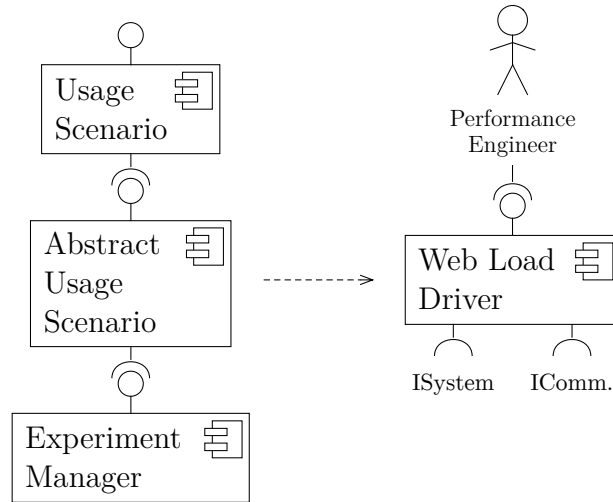 Usage
Scenario
Abstract
Usage
Scenario
Experiment
Manager
Performance
Engineer
Web Load
Driver
ISystem
IComm.